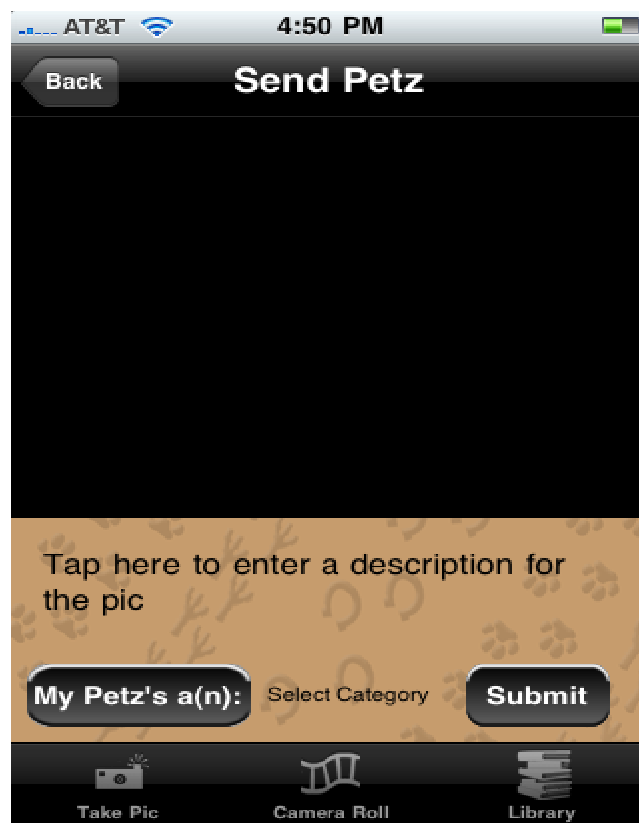 AT&T 4:50 PM
Back Send Petz
Tap here to enter a description for
the pic
My Petz's a(n): Select Category Submit
Take Pic Camera Roll Library